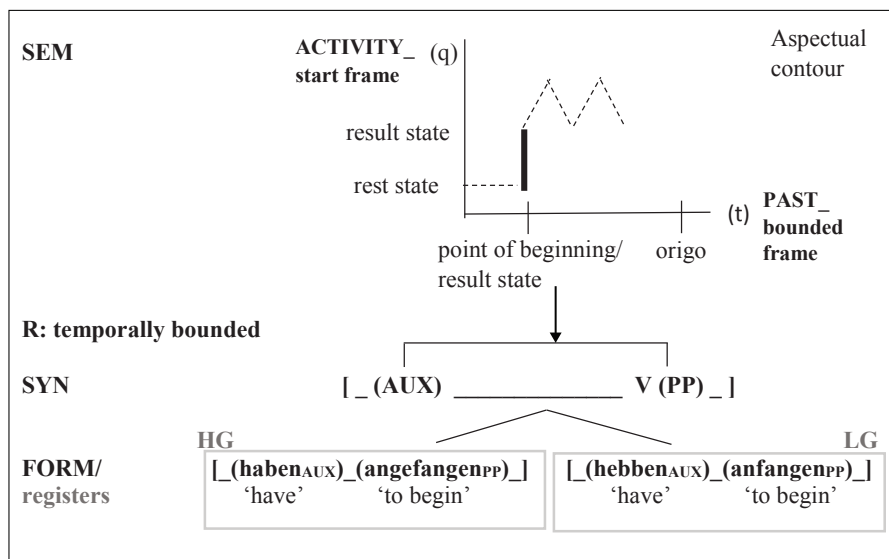 SEM
ACTIVITY_ (q)
start frame
Aspectual
contour
result state
rest state
(t) PAST_
bounded
frame
point of beginning/
result state
origo
R: temporally bounded
SYN
[ _ (AUX) ______________ V (PP) _ ]
HG
LG
FORM/
registers
[_(habenAUX)_(angefangenPP)_]
'have' 'to begin'
[_(hebbenAUX)_(anfangenPP)_]
'have' 'to begin'